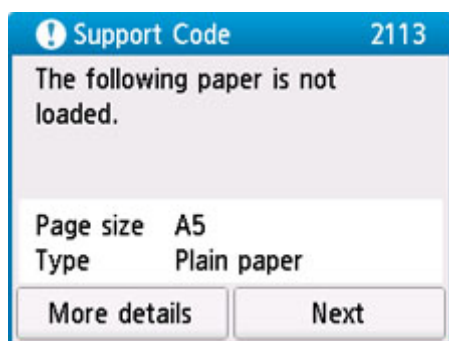 Support Code 2113
The following paper is not
loaded.
Page size A5
Type Plain paper
More details Next